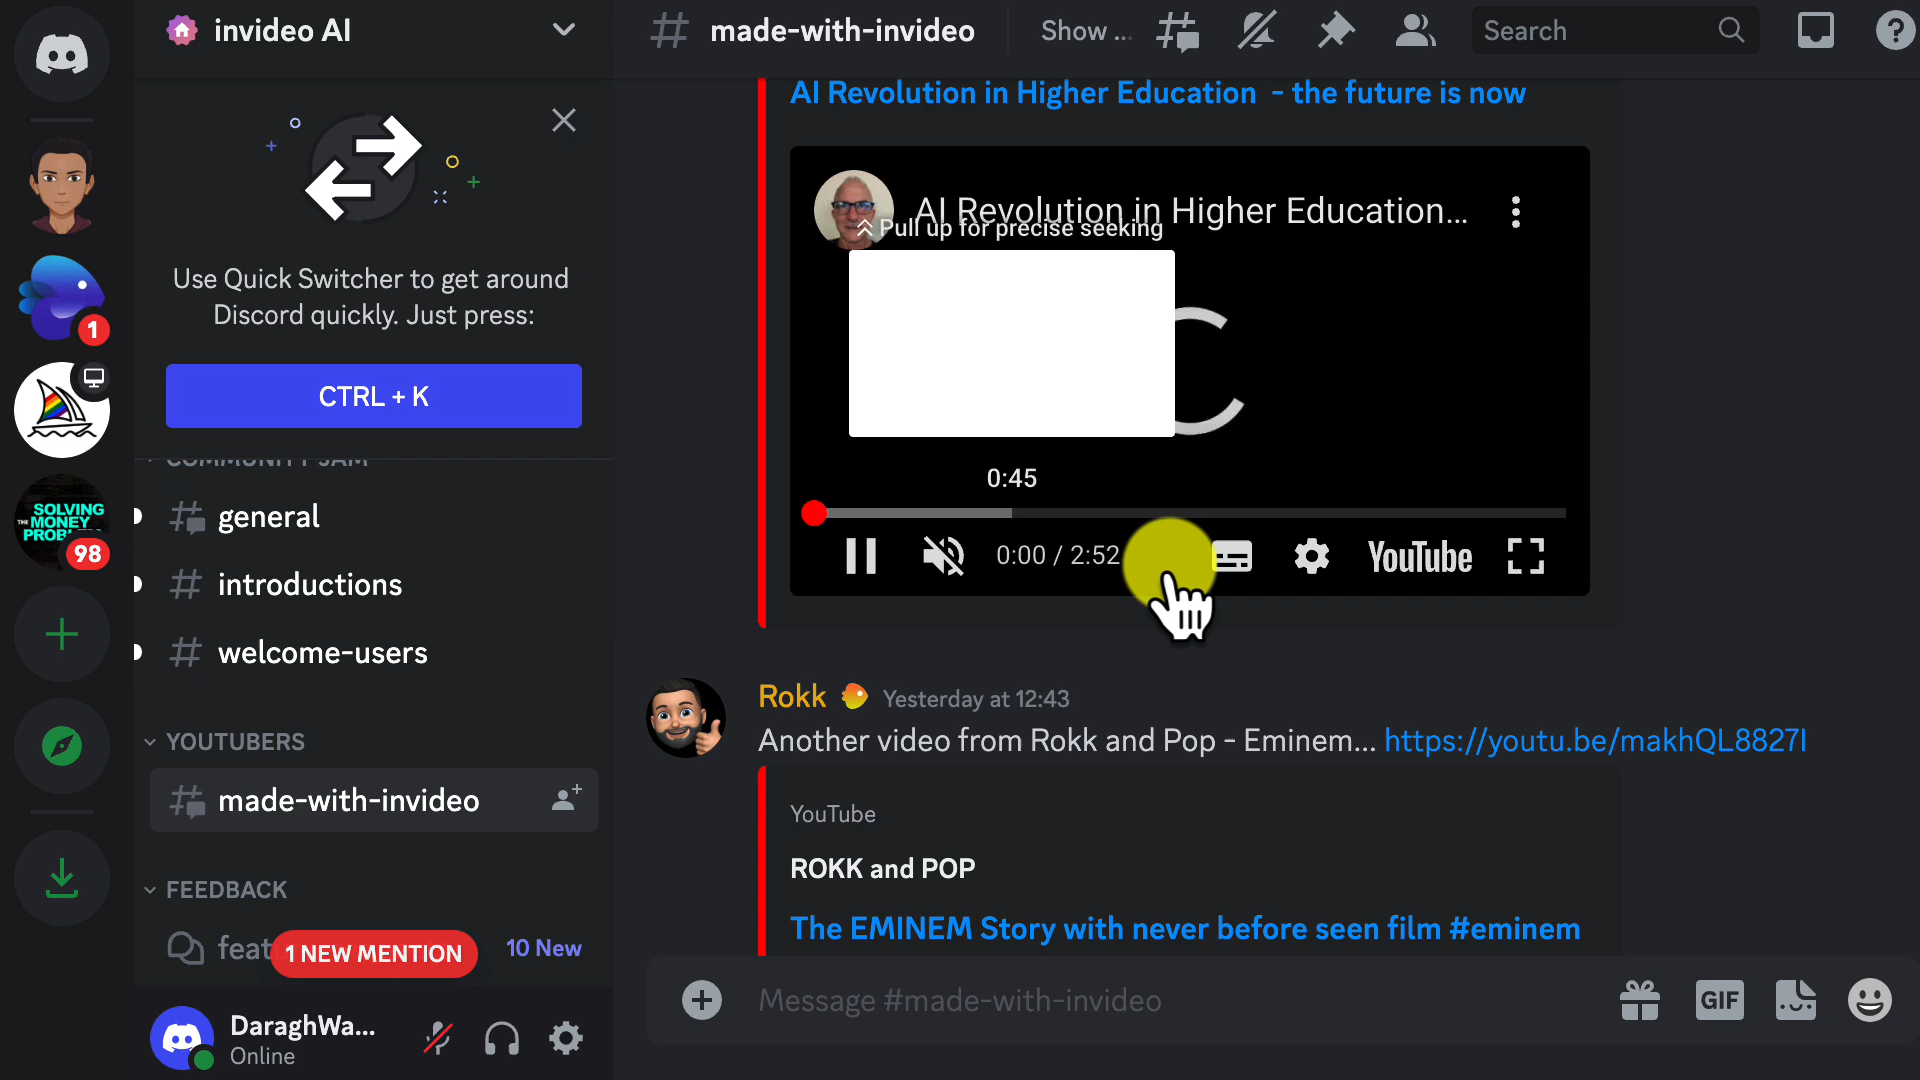 invideo AI
Use Quick Switcher to get around
Discord quickly. Just press:
CTRL + K
COMMUNITY JAM
general
introductions
welcome-users
YOUTUBERS
made-with-invideo
FEEDBACK
feat
1 NEW MENTION
10 New
DaraghWa...
Online
1
SOLVING
THE MONEY
98
made-with-invideo
Show ...
Search
AI Revolution in Higher Education - the future is now
AI Revolution in Higher Education...
Pull up for precise seeking
0:45
0:00 / 2:52
YouTube
Rokk Yesterday at 12:43
Another video from Rokk and Pop - Eminem... https://youtu.be/makhQL8827I
YouTube
ROKK and POP
The EMINEM Story with never before seen film #eminem
Message #made-with-invideo
GIF